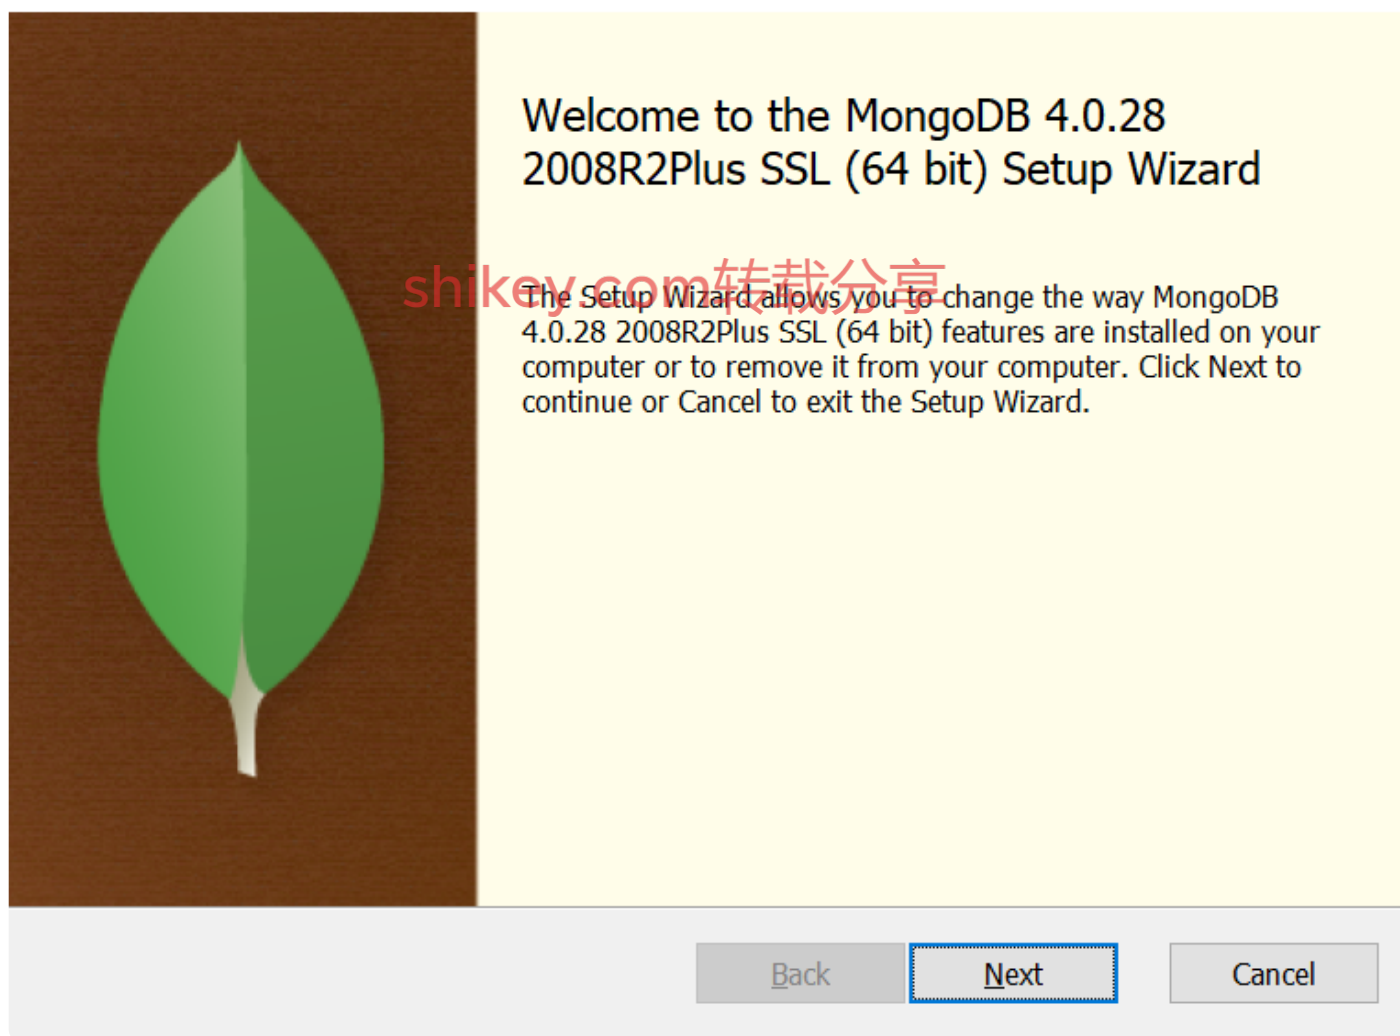 Welcome to the MongoDB 4.0.28
2008R2Plus SSL (64 bit) Setup Wizard
shikey.com转载分享
The Setup Wizard allows you to change the way MongoDB
4.0.28 2008R2Plus SSL (64 bit) features are installed on your
computer or to remove it from your computer. Click Next to
continue or Cancel to exit the Setup Wizard.
Back
Next
Cancel